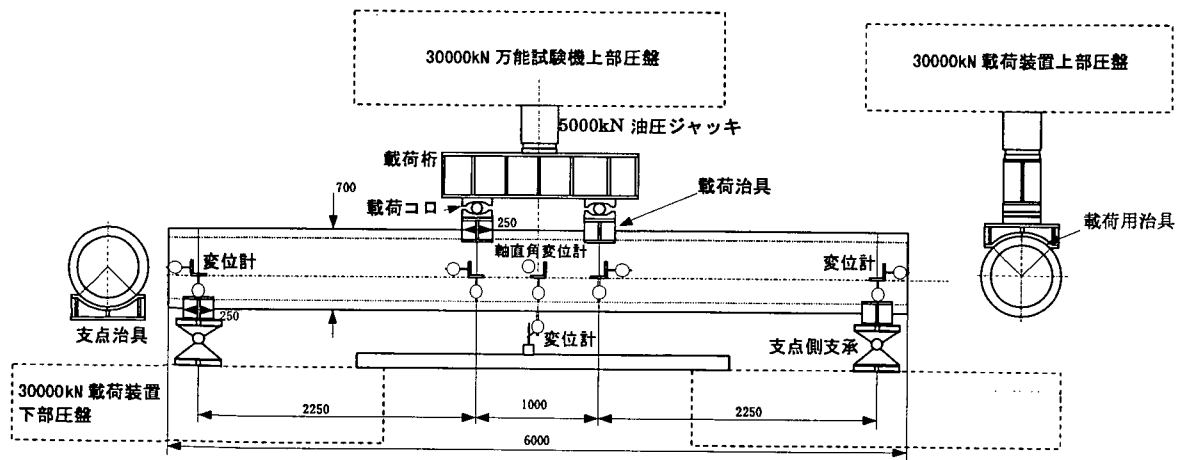 30000kN 万能試験機上部圧盤
30000kN 載荷装置上部圧盤
5000kN 油圧ジャッキ
載荷桁
載荷治具
700
載荷コロ
250
載荷用治具
軸直角変位計
変位計
変位計
250
支点治具
変位計
支点側支承
30000kN 載荷装置
下部圧盤
2250
1000
2250
6000